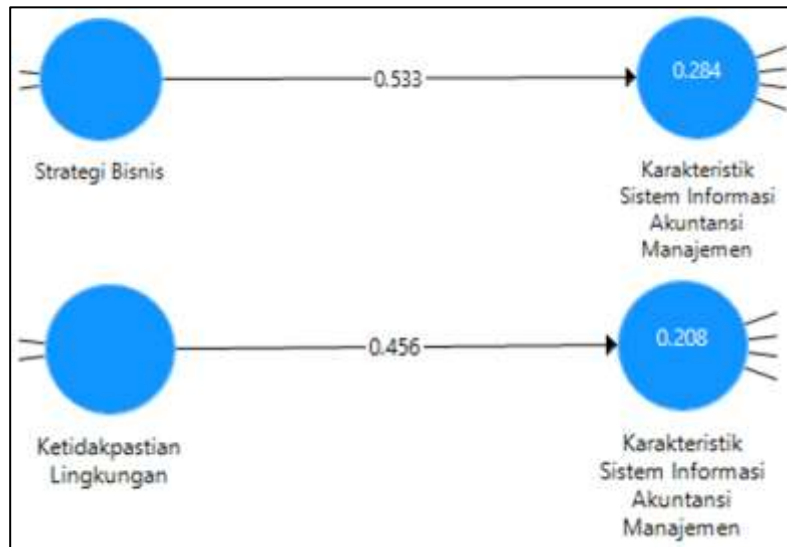 0.533
0.284
Strategi Bisnis
Karakteristik
Sistem Informasi
Akuntansi
Manajemen
0.456
0.208
Ketidakpastian
Lingkungan
Karakteristik
Sistem Informasi
Akuntansi
Manajemen